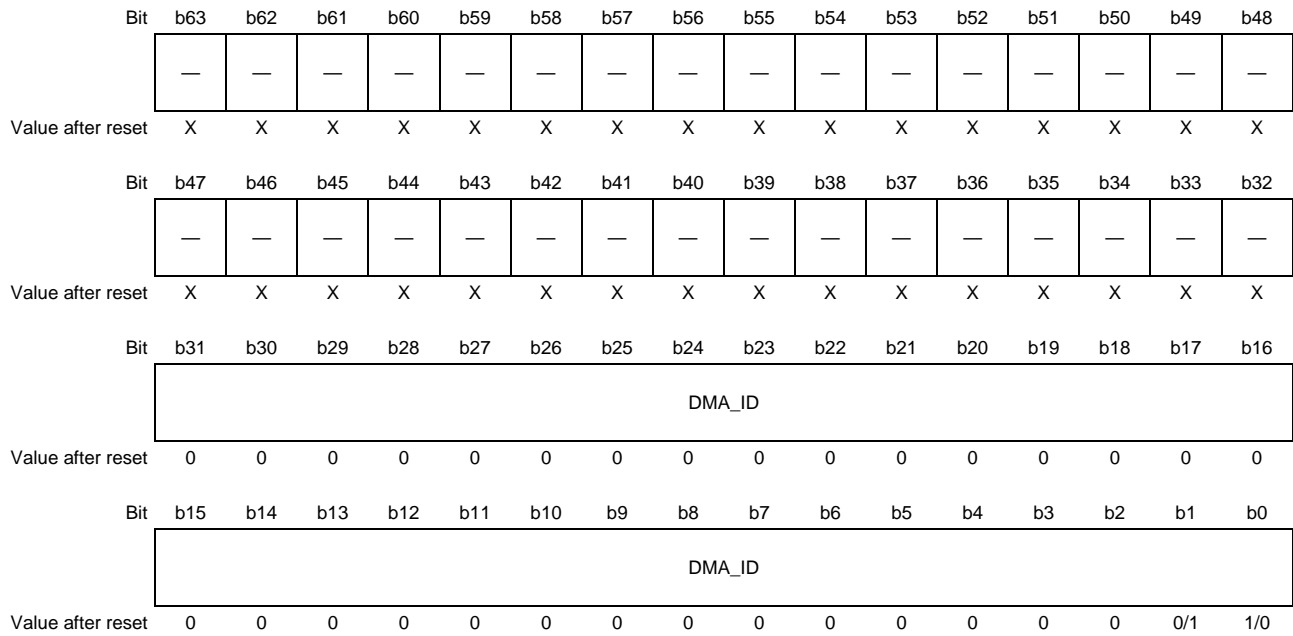 Bit b63 b62 b61 b60 b59 b58 b57 b56 b55 b54 b53 b52 b51 b50 b49 b48
— — — — — — — — — — — — — — — —
Value after reset X X X X X X X X X X X X X X X X
Bit b47 b46 b45 b44 b43 b42 b41 b40 b39 b38 b37 b36 b35 b34 b33 b32
— — — — — — — — — — — — — — — —
Value after reset X X X X X X X X X X X X X X X X
Bit b31 b30 b29 b28 b27 b26 b25 b24 b23 b22 b21 b20 b19 b18 b17 b16
DMA_ID
Value after reset 0 0 0 0 0 0 0 0 0 0 0 0 0 0 0 0
Bit b15 b14 b13 b12 b11 b10 b9 b8 b7 b6 b5 b4 b3 b2 b1 b0
DMA_ID
Value after reset 0 0 0 0 0 0 0 0 0 0 0 0 0 0 0/1 1/0